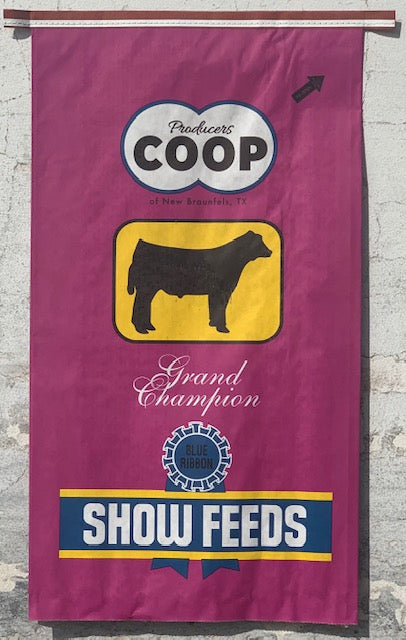 Producers
COOP
of New Braunfels, TX
Grand
Champion
BLUE
RIBBON
SHOW FEEDS